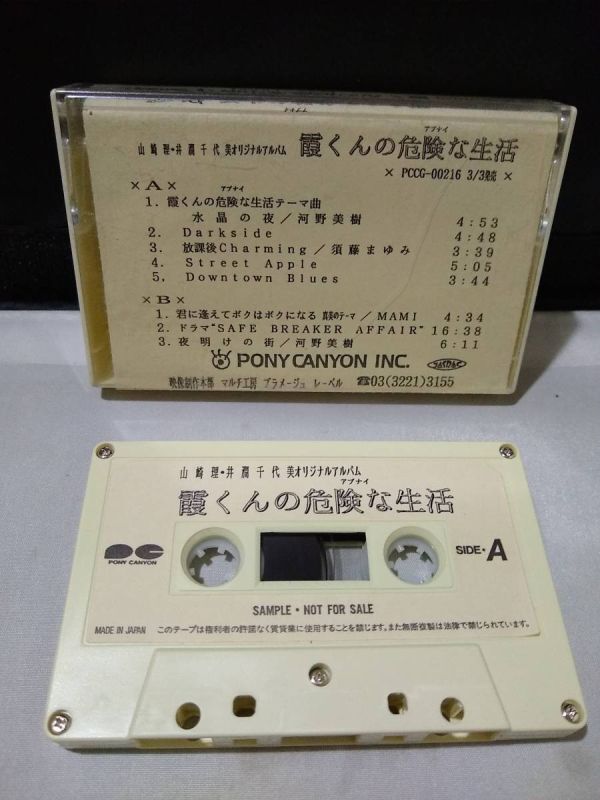 アブナイ
山崎理・井澗千代美オリジナルアルバム 霞くんの危険な生活
× PCCG-00216 3/3発売 ×
×A×
アブナイ
1. 霞くんの危険な生活テーマ曲
水晶の夜/河野美樹 4:53
2. Darkside 4:48
3. 放課後Charming/須藤まゆみ 3:39
4. Street Apple 5:05
5. Downtown Blues 3:44
×B×
1. 君に逢えてボクはボクになる 真実のテーマ/MAMI 4:34
2. ドラマ"SAFE BREAKER AFFAIR" 16:38
3. 夜明けの街/河野美樹 6:11
PONY CANYON INC.
映像制作本部 マルチ工房 プラメージュ レーベル ☎03(3221)3155
山崎理・井澗千代美オリジナルアルバム
アブナイ
霞くんの危険な生活
PONY CANYON
SIDE・A
SAMPLE・NOT FOR SALE
MADE IN JAPAN このテープは権利者の許諾なく賃貸業に使用することを禁じます。また無断複製は法律で禁じられています。